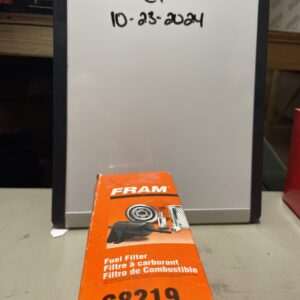 10-23-2024
FRAM
Fuel Filter
Filtre à carburant
Filtro de Combustible
G8219